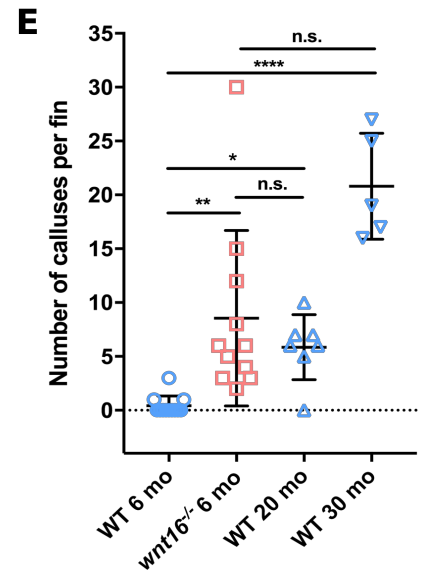 E
Number of calluses per fin
35
30
25
20
15
10
5
0
n.s.
****
*
n.s.
**
WT 6 mo
wnt16-/- 6 mo
WT 20 mo
WT 30 mo